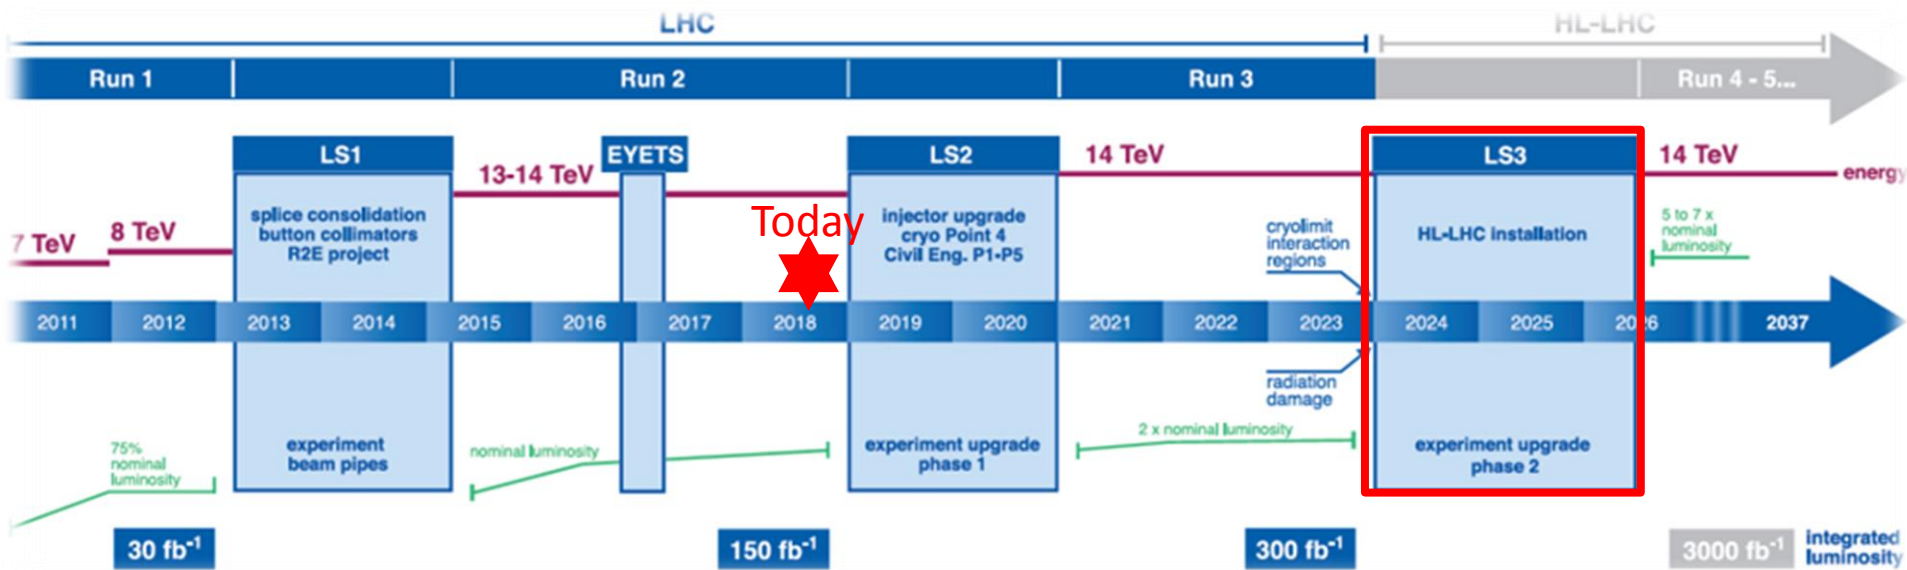 LHC
HL-LHC
Run 1
Run 2
Run 3
Run 4 - 5...
LS1
EYETS
LS2
LS3
13-14 TeV
14 TeV
14 TeV
energy
7 TeV
8 TeV
splice consolidation
button collimators
R2E project
Today
injector upgrade
cryo Point 4
Civil Eng. P1-P5
cryolimit
interaction
regions
HL-LHC installation
5 to 7 x
nominal
luminosity
2011
2012
2013
2014
2015
2016
2017
2018
2019
2020
2021
2022
2023
2024
2025
2026
2037
radiation
damage
75%
nominal
luminosity
experiment
beam pipes
nominal luminosity
experiment upgrade
phase 1
2 x nominal luminosity
experiment upgrade
phase 2
30 fb⁻¹
150 fb⁻¹
300 fb⁻¹
3000 fb⁻¹
integrated
luminosity